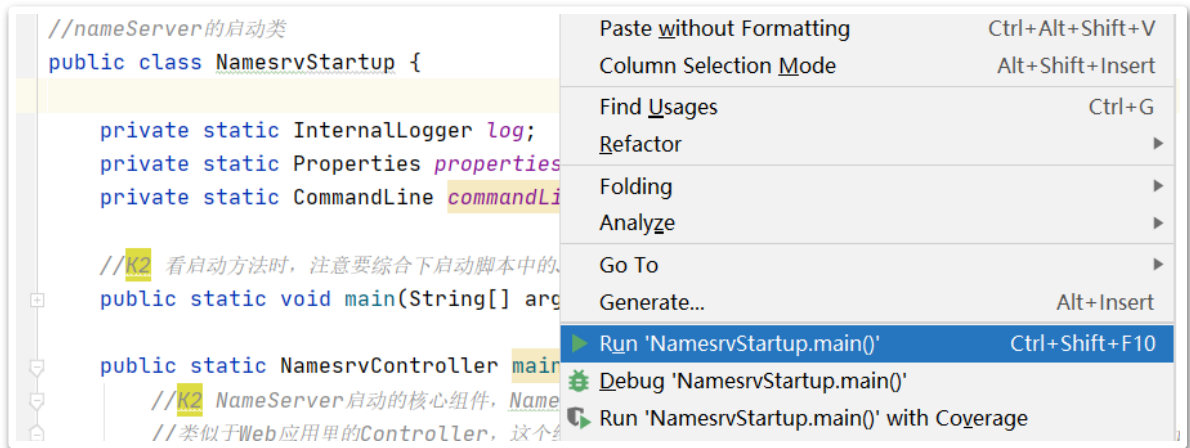 //nameServer的启动类
public class NamesrvStartup {
private static InternalLogger log;
private static Properties properties
private static CommandLine commandLi
//K2 看启动方法时，注意要综合下启动脚本中的
public static void main(String[] arg
public static NamesrvController main
//K2 NameServer启动的核心组件，Name
//类似于Web应用里的Controller，这个
Paste without Formatting Ctrl+Alt+Shift+V
Column Selection Mode Alt+Shift+Insert
Find Usages Ctrl+G
Refactor
Folding
Analyze
Go To
Generate... Alt+Insert
Run 'NamesrvStartup.main()' Ctrl+Shift+F10
Debug 'NamesrvStartup.main()'
Run 'NamesrvStartup.main()' with Coverage